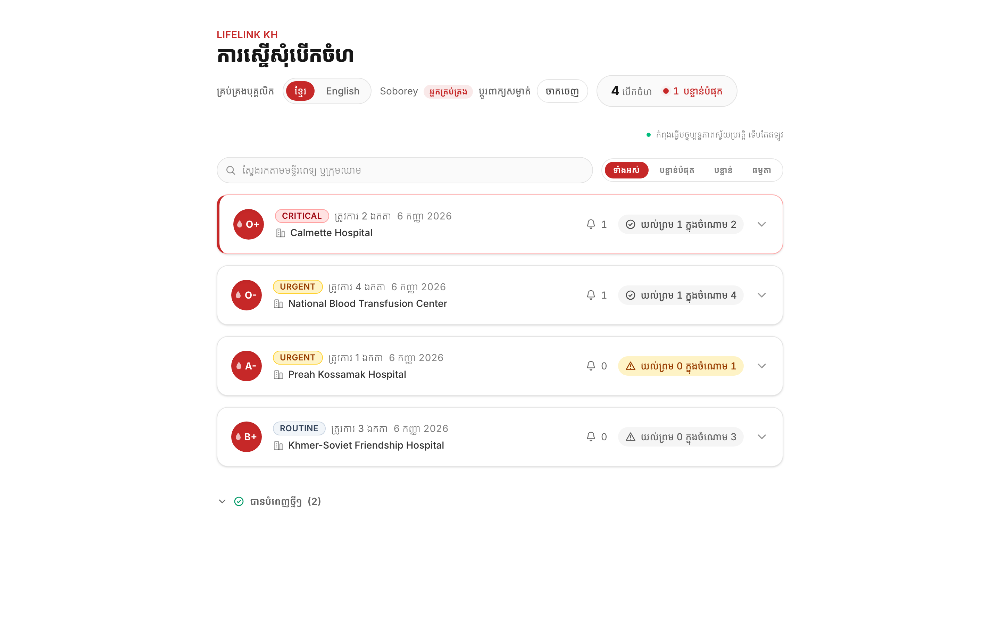 LIFELINK KH
ការស្នើសុំបើកចំហ
គ្រប់គ្រងបុគ្គលិក ខ្មែរ English Soborey អ្នកគ្រប់គ្រង ប្តូរពាក្យសម្ងាត់ ចាកចេញ 4 បើកចំហ 1 បន្ទាន់បំផុត
កំពុងធ្វើបច្ចុប្បន្នភាពស្វ័យប្រវត្តិ ទើបតែឥឡូវ
ស្វែងរកតាមមន្ទីរពេទ្យ ឬក្រុមឈាម ទាំងអស់ បន្ទាន់បំផុត បន្ទាន់ ធម្មតា
O+ CRITICAL ត្រូវការ 2 ឯកតា 6 កញ្ញា 2026 1 យល់ព្រម 1 ក្នុងចំណោម 2
Calmette Hospital
O- URGENT ត្រូវការ 4 ឯកតា 6 កញ្ញា 2026 1 យល់ព្រម 1 ក្នុងចំណោម 4
National Blood Transfusion Center
A- URGENT ត្រូវការ 1 ឯកតា 6 កញ្ញា 2026 0 យល់ព្រម 0 ក្នុងចំណោម 1
Preah Kossamak Hospital
B+ ROUTINE ត្រូវការ 3 ឯកតា 6 កញ្ញា 2026 0 យល់ព្រម 0 ក្នុងចំណោម 3
Khmer-Soviet Friendship Hospital
បានបំពេញថ្មីៗ (2)